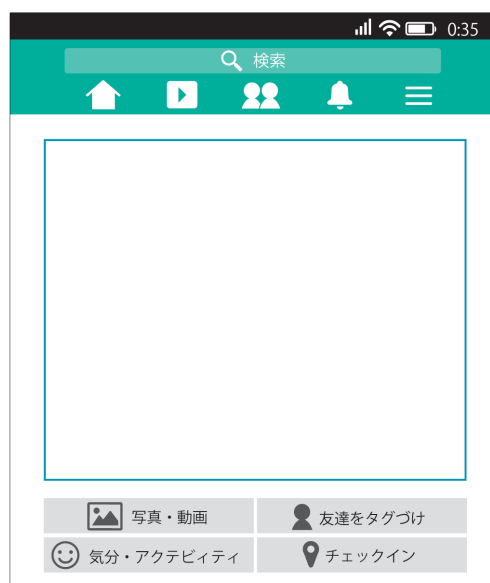 0:35
検索
写真・動画
友達をタグづけ
気分・アクテビィティ
チェックイン